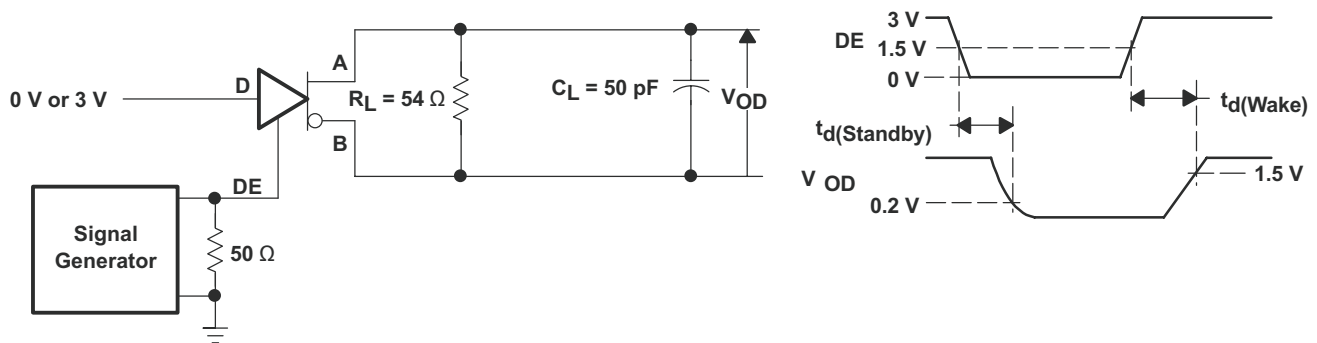 0 V or 3 V
D
A
B
DE
R_L = 54 Ω
C_L = 50 pF
V_OD
Signal
Generator
50 Ω
3 V
DE
1.5 V
0 V
t_d(Standby)
t_d(Wake)
V OD
0.2 V
1.5 V